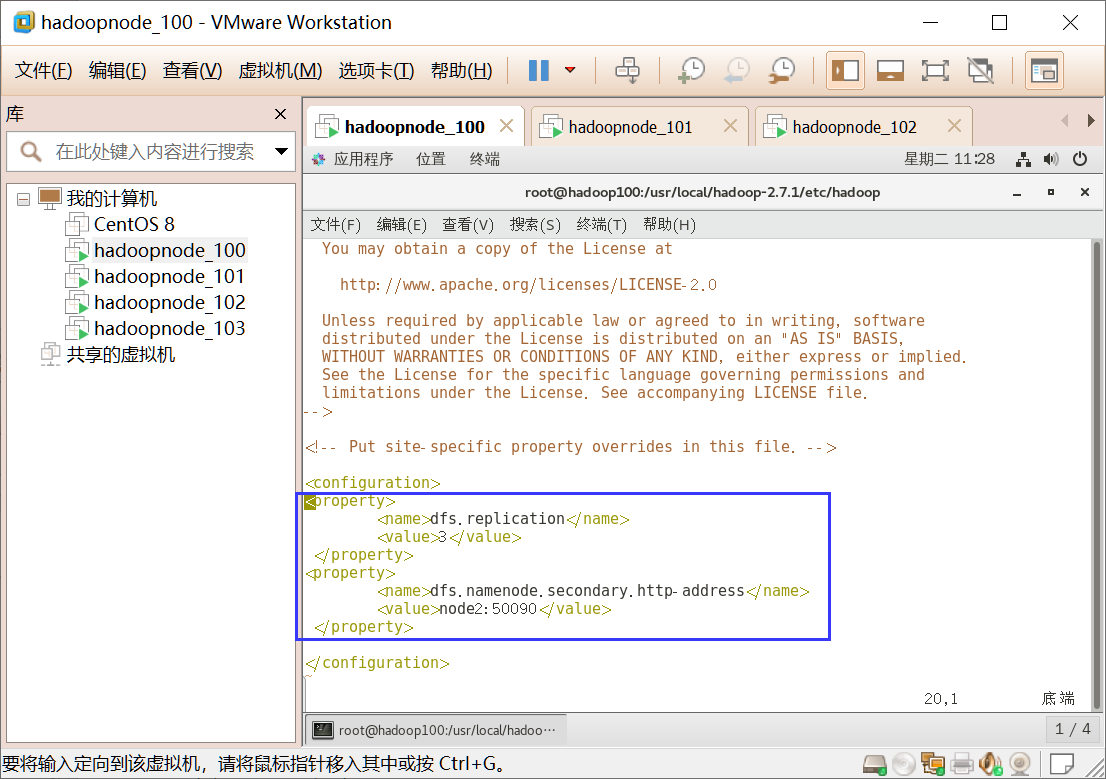 hadoopnode_100 - VMware Workstation
文件(F) 编辑(E) 查看(V) 虚拟机(M) 选项卡(T) 帮助(H)
库
在此处键入内容进行搜索
我的计算机
CentOS 8
hadoopnode_100
hadoopnode_101
hadoopnode_102
hadoopnode_103
共享的虚拟机
hadoopnode_100 hadoopnode_101 hadoopnode_102
应用程序 位置 终端 星期二 11:28
root@hadoop100:/usr/local/hadoop-2.7.1/etc/hadoop
文件(F) 编辑(E) 查看(V) 搜索(S) 终端(T) 帮助(H)
You may obtain a copy of the License at
http://www.apache.org/licenses/LICENSE-2.0
Unless required by applicable law or agreed to in writing, software
distributed under the License is distributed on an "AS IS" BASIS,
WITHOUT WARRANTIES OR CONDITIONS OF ANY KIND, either express or implied.
See the License for the specific language governing permissions and
limitations under the License. See accompanying LICENSE file.
-->
<!-- Put site-specific property overrides in this file. -->
<configuration>
<property>
<name>dfs.replication</name>
<value>3</value>
</property>
<property>
<name>dfs.namenode.secondary.http-address</name>
<value>node2:50090</value>
</property>
</configuration>
20,1 底端
root@hadoop100:/usr/local/hadoo··· 1 / 4
要将输入定向到该虚拟机，请将鼠标指针移入其中或按 Ctrl+G。